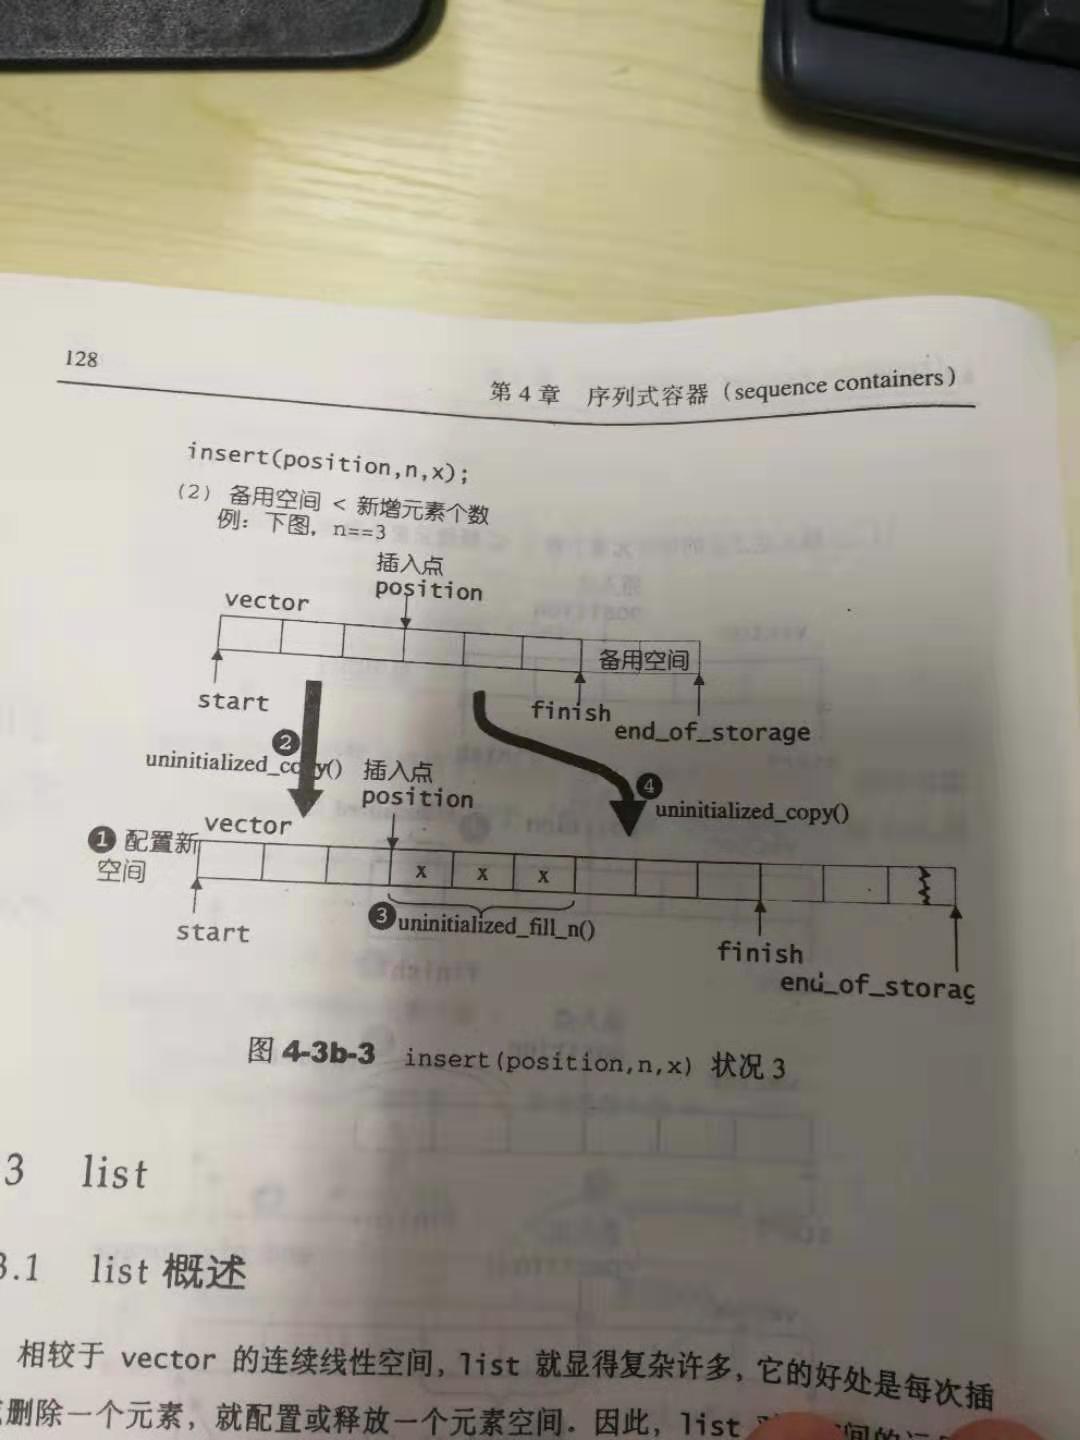 128
第 4 章 序列式容器（sequence containers）
insert(position,n,x);
(2) 备用空间 < 新增元素个数
例：下图，n==3
插入点
position
vector
备用空间
start
finish
end_of_storage
❷
uninitialized_copy()
插入点
position
❹
uninitialized_copy()
vector
❶ 配置新
空间
x x x
❸ uninitialized_fill_n()
start
finish
end_of_storag
图 4-3b-3 insert(position,n,x) 状况 3
3 list
3.1 list 概述
相较于 vector 的连续线性空间，list 就显得复杂许多，它的好处是每次插
删除一个元素，就配置或释放一个元素空间．因此，list